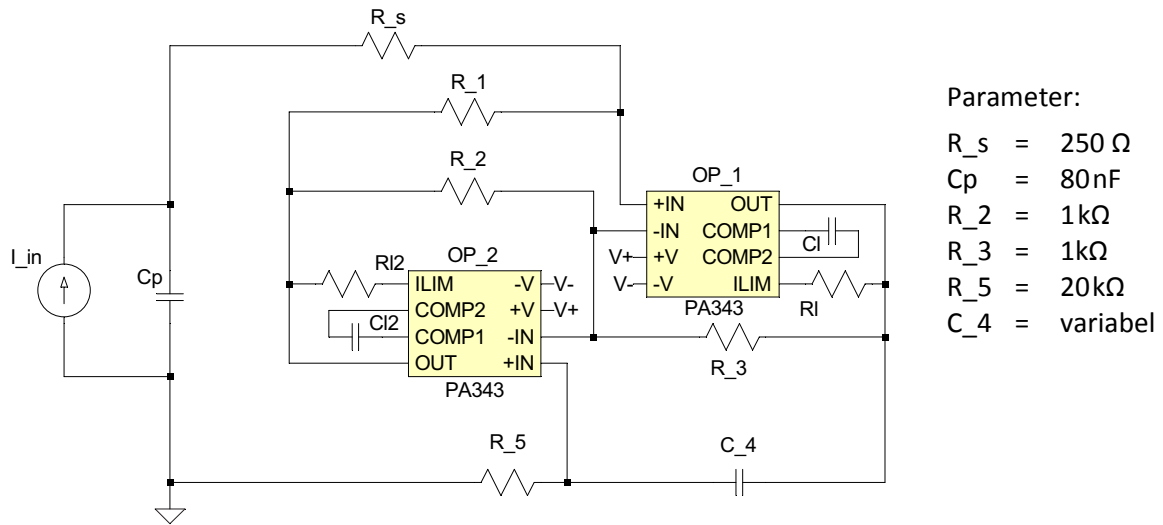 R_s
R_1
R_2
OP_1
+IN OUT
-IN COMP1
V+ +V COMP2 Cl
V- -V ILIM
PA343 Rl
I_in
Cp
Rl2
OP_2
ILIM -V V-
COMP2 +V V+
Cl2
COMP1 -IN
OUT +IN
PA343
R_3
R_5
C_4
Parameter:
R_s = 250 Ω
Cp = 80nF
R_2 = 1kΩ
R_3 = 1kΩ
R_5 = 20kΩ
C_4 = variabel